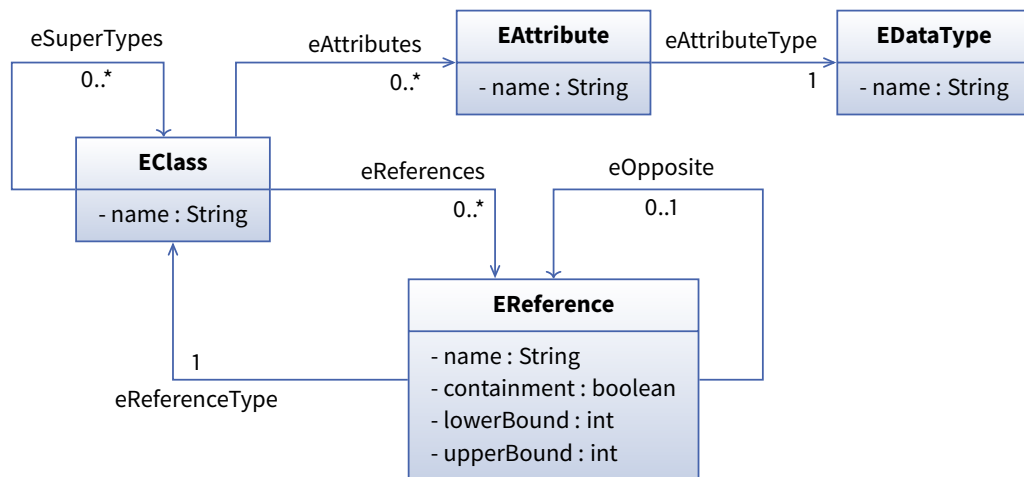 eSuperTypes
0..*
eAttributes
0..*
EAttribute
- name : String
eAttributeType
1
EDataType
- name : String
EClass
- name : String
eReferences
0..*
eOpposite
0..1
EReference
- name : String
- containment : boolean
- lowerBound : int
- upperBound : int
1
eReferenceType